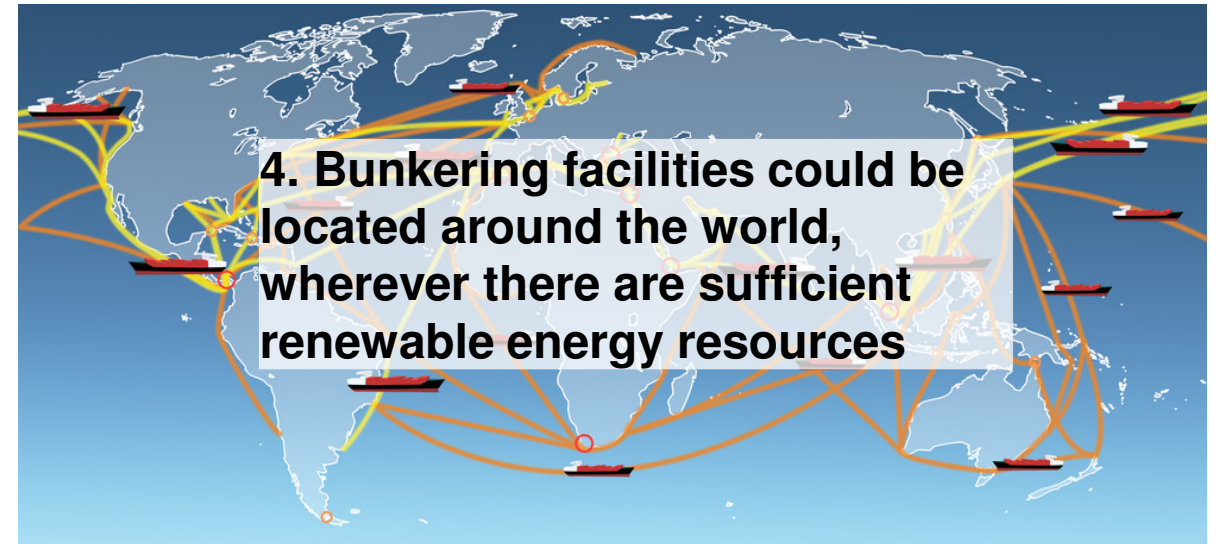 4. Bunkering facilities could be
located around the world,
wherever there are sufficient
renewable energy resources